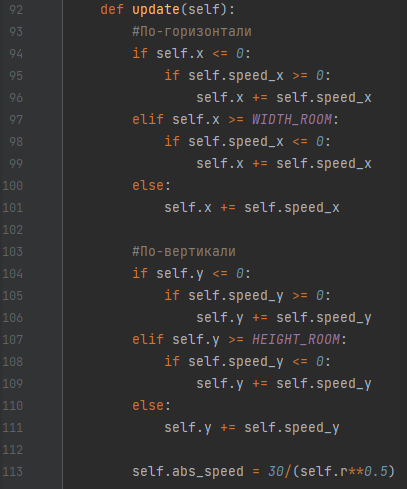 92 def update(self):
93 #По-горизонтали
94 if self.x <= 0:
95 if self.speed_x >= 0:
96 self.x += self.speed_x
97 elif self.x >= WIDTH_ROOM:
98 if self.speed_x <= 0:
99 self.x += self.speed_x
100 else:
101 self.x += self.speed_x
102
103 #По-вертикали
104 if self.y <= 0:
105 if self.speed_y >= 0:
106 self.y += self.speed_y
107 elif self.y >= HEIGHT_ROOM:
108 if self.speed_y <= 0:
109 self.y += self.speed_y
110 else:
111 self.y += self.speed_y
112
113 self.abs_speed = 30/(self.r**0.5)